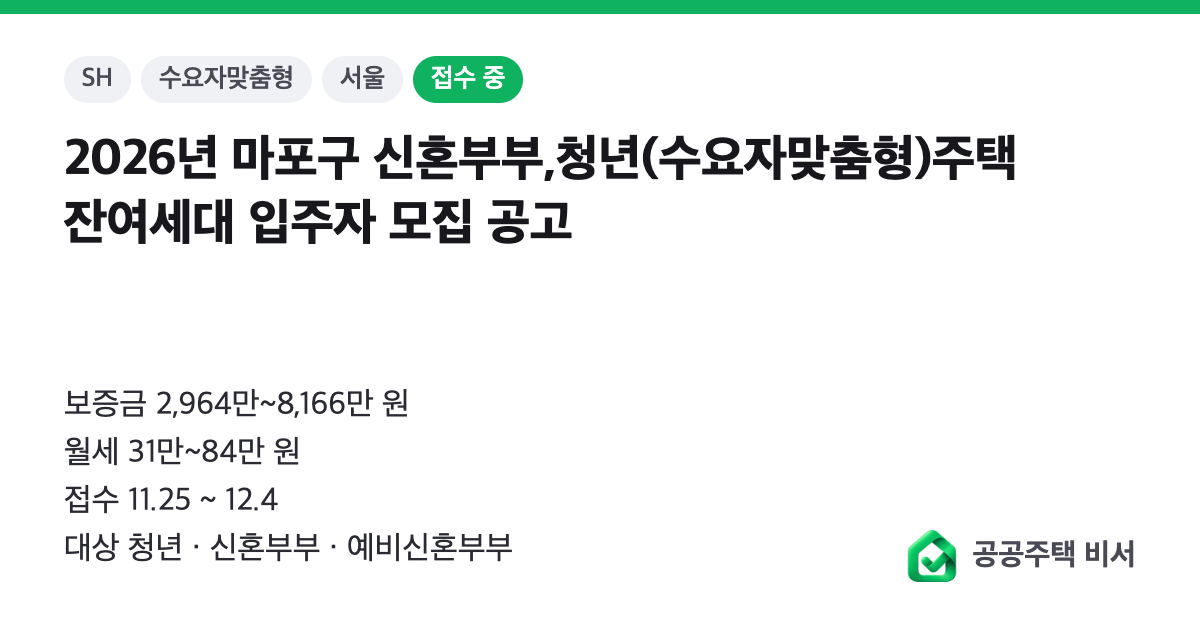 SH 수요자맞춤형 서울 접수 중
2026년 마포구 신혼부부,청년(수요자맞춤형)주택
잔여세대 입주자 모집 공고
보증금 2,964만~8,166만 원
월세 31만~84만 원
접수 11.25 ~ 12.4
대상 청년 · 신혼부부 · 예비신혼부부
공공주택 비서